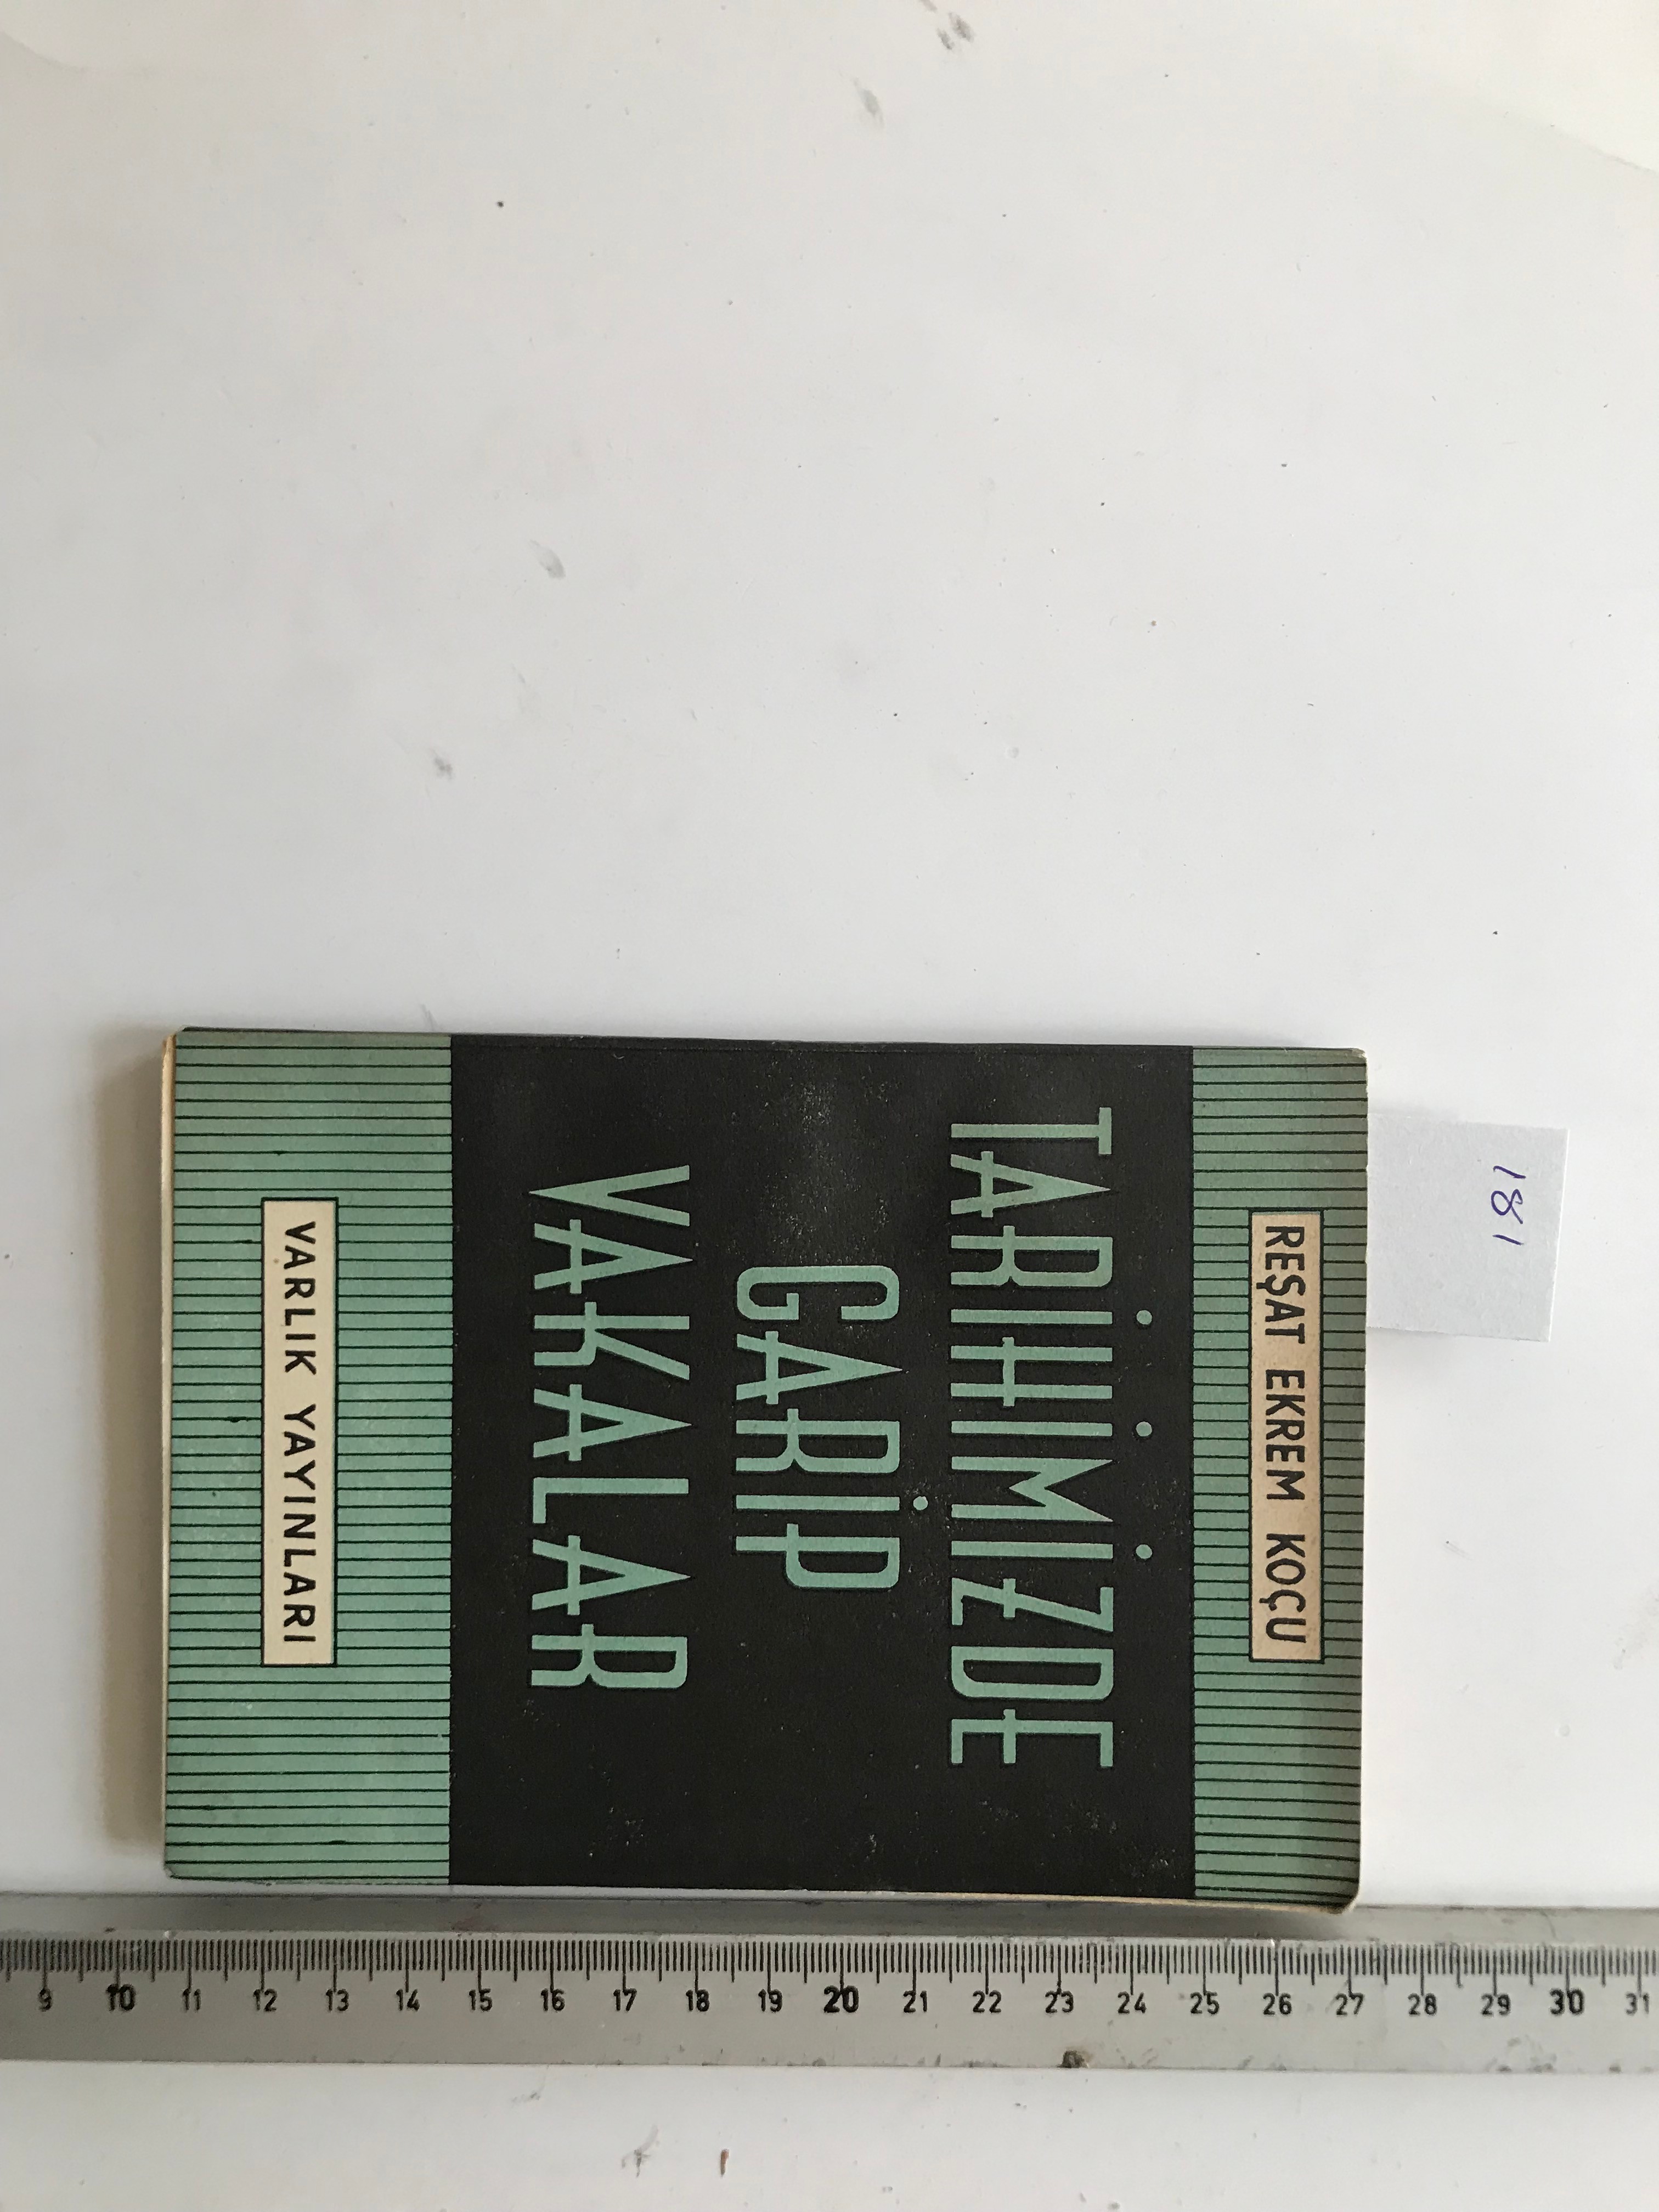 181
REŞAT EKREM KOÇU
TARİHİMİZDE
GARİP
VAKALAR
VARLIK YAYINLARI
9 10 11 12 13 14 15 16 17 18 19 20 21 22 23 24 25 26 27 28 29 30 31